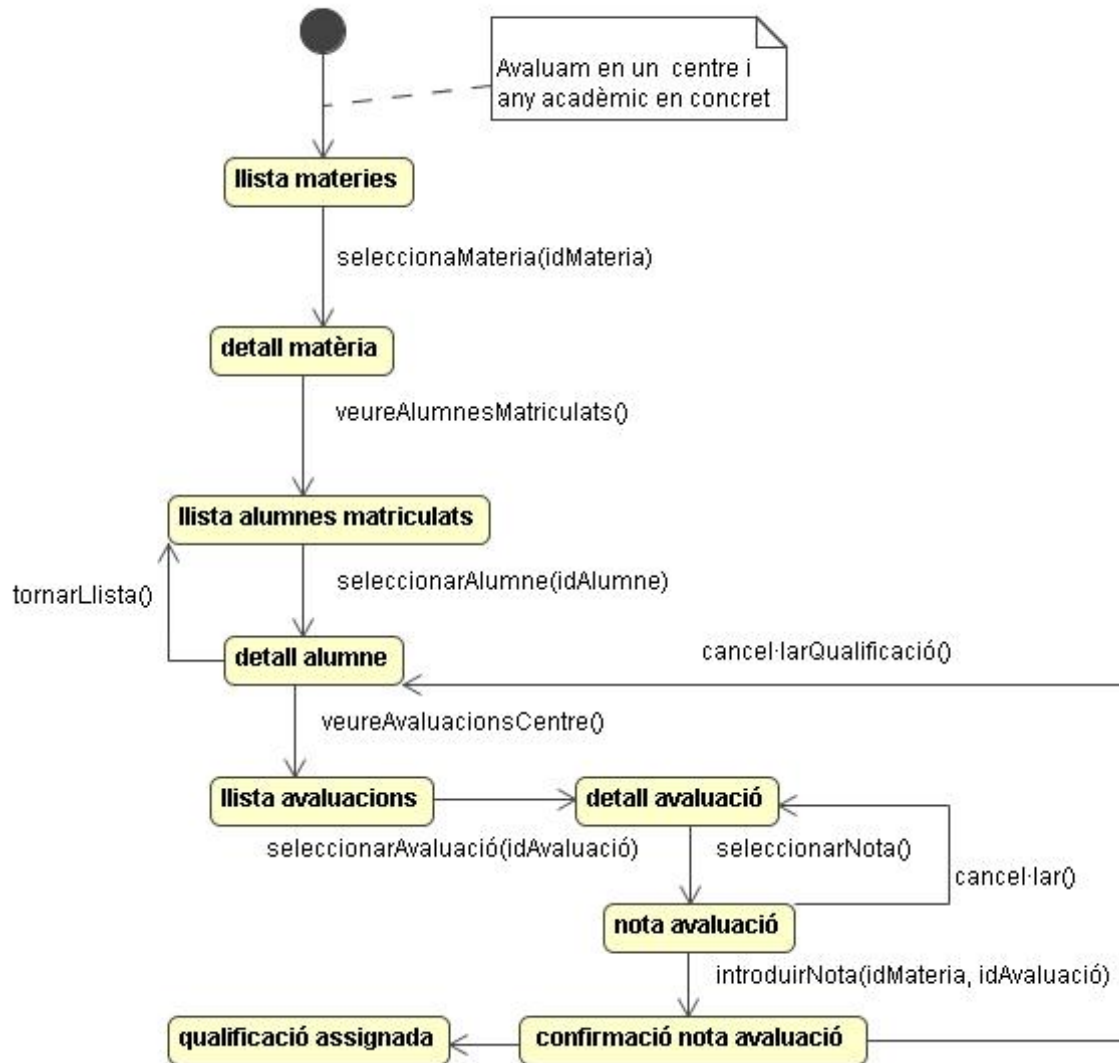 Avaluam en un centre i
any acadèmic en concret
llista materies
seleccionaMateria(idMateria)
detall matèria
veureAlumnesMatriculats()
llista alumnes matriculats
seleccionarAlumne(idAlumne)
tornarLlista()
detall alumne
cancel·larQualificació()
veureAvaluacionsCentre()
llista avaluacions
detall avaluació
seleccionarAvaluació(idAvaluació)
seleccionarNota()
cancel·lar()
nota avaluació
introduirNota(idMateria, idAvaluació)
qualificació assignada
confirmació nota avaluació